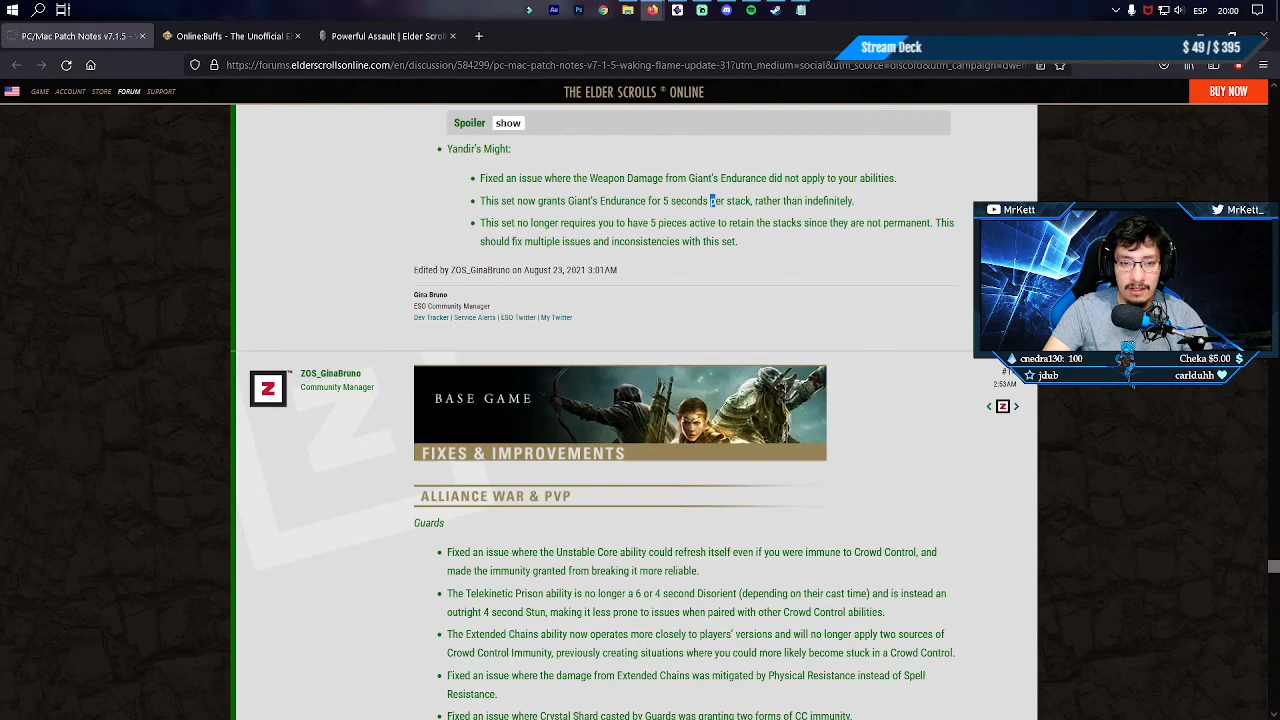 ESP 20:00
PC/Mac Patch Notes v7.1.5 -
Online:Buffs - The Unofficial El
Powerful Assault | Elder Scroll
Stream Deck
$ 49 / $ 395
https://forums.elderscrollsonline.com/en/discussion/584299/pc-mac-patch-notes-v7-1-5-waking-flame-update-31?utm_medium=social&utm_source=discord&utm_campaign=dwem
GAME ACCOUNT STORE FORUM SUPPORT
THE ELDER SCROLLS ® ONLINE
BUY NOW
Spoiler show
• Yandir's Might:
• Fixed an issue where the Weapon Damage from Giant's Endurance did not apply to your abilities.
• This set now grants Giant's Endurance for 5 seconds per stack, rather than indefinitely.
• This set no longer requires you to have 5 pieces active to retain the stacks since they are not permanent. This
should fix multiple issues and inconsistencies with this set.
Edited by ZOS_GinaBruno on August 23, 2021 3:01AM
Gina Bruno
ESO Community Manager
Dev Tracker | Service Alerts | ESO Twitter | My Twitter
MrKett
MrKett_
cnedra130: 100
Cheka $5.00
jdub
carlduhh
ZOS_GinaBruno
Community Manager
2:53AM
BASE GAME
FIXES & IMPROVEMENTS
ALLIANCE WAR & PVP
Guards
• Fixed an issue where the Unstable Core ability could refresh itself even if you were immune to Crowd Control, and
made the immunity granted from breaking it more reliable.
• The Telekinetic Prison ability is no longer a 6 or 4 second Disorient (depending on their cast time) and is instead an
outright 4 second Stun, making it less prone to issues when paired with other Crowd Control abilities.
• The Extended Chains ability now operates more closely to players' versions and will no longer apply two sources of
Crowd Control Immunity, previously creating situations where you could more likely become stuck in a Crowd Control.
• Fixed an issue where the damage from Extended Chains was mitigated by Physical Resistance instead of Spell
Resistance.
• Fixed an issue where Crystal Shard casted by Guards was granting two forms of CC immunity.